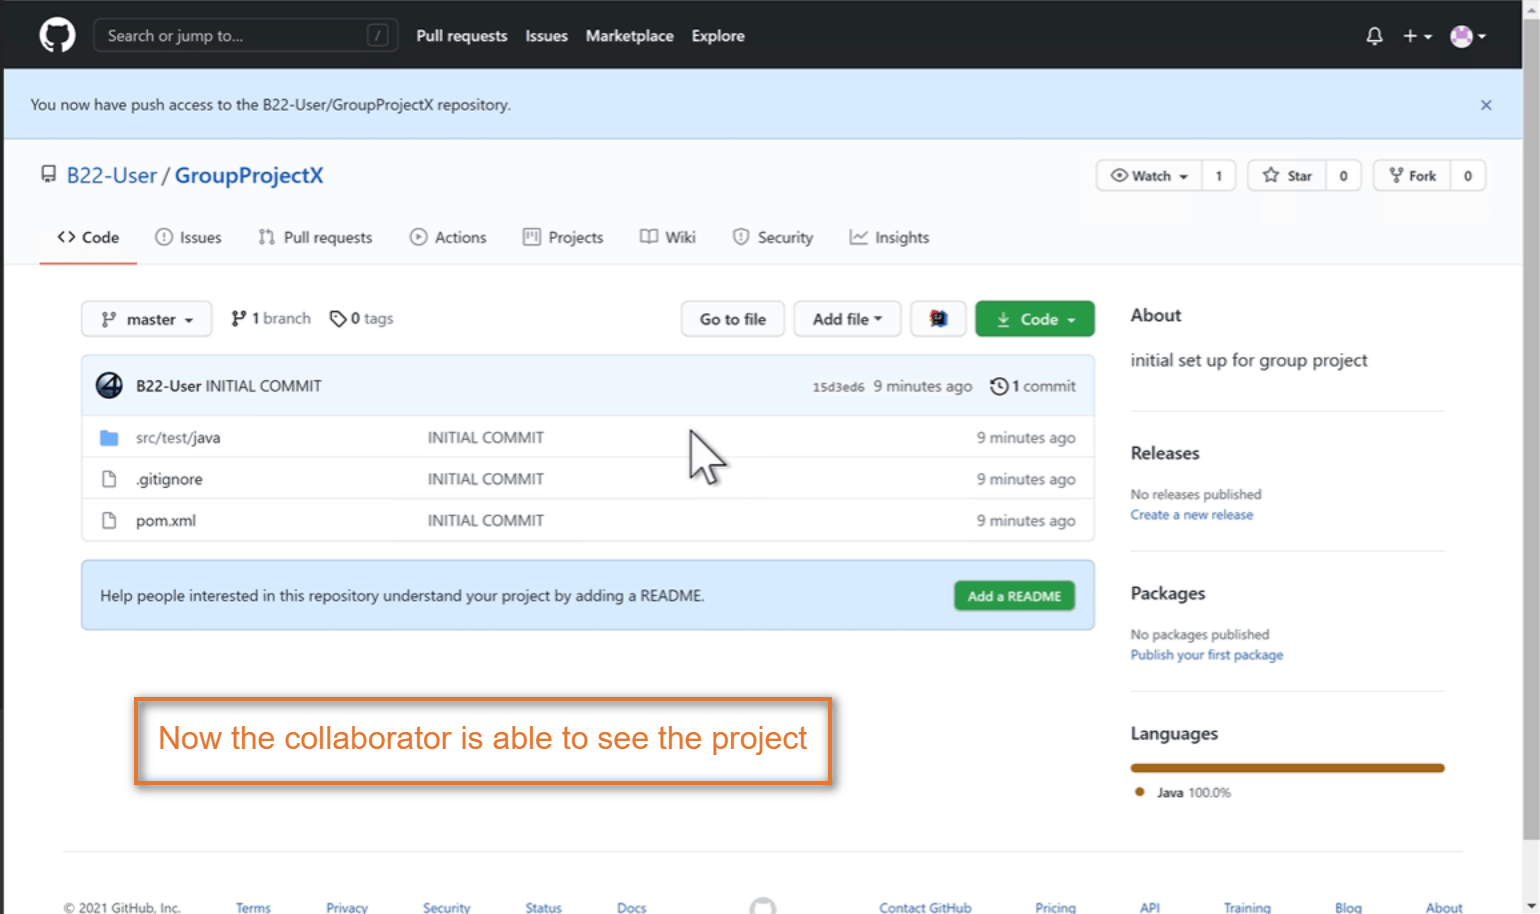 Search or jump to... /
Pull requests Issues Marketplace Explore
You now have push access to the B22-User/GroupProjectX repository.
B22-User / GroupProjectX
Watch 1 Star 0 Fork 0
Code Issues Pull requests Actions Projects Wiki Security Insights
master 1 branch 0 tags Go to file Add file Code
B22-User INITIAL COMMIT 15d3ed6 9 minutes ago 1 commit
src/test/java INITIAL COMMIT 9 minutes ago
.gitignore INITIAL COMMIT 9 minutes ago
pom.xml INITIAL COMMIT 9 minutes ago
Help people interested in this repository understand your project by adding a README. Add a README
About
initial set up for group project
Releases
No releases published
Create a new release
Packages
No packages published
Publish your first package
Languages
Java 100.0%
Now the collaborator is able to see the project
© 2021 GitHub, Inc. Terms Privacy Security Status Docs Contact GitHub Pricing API Training Blog About